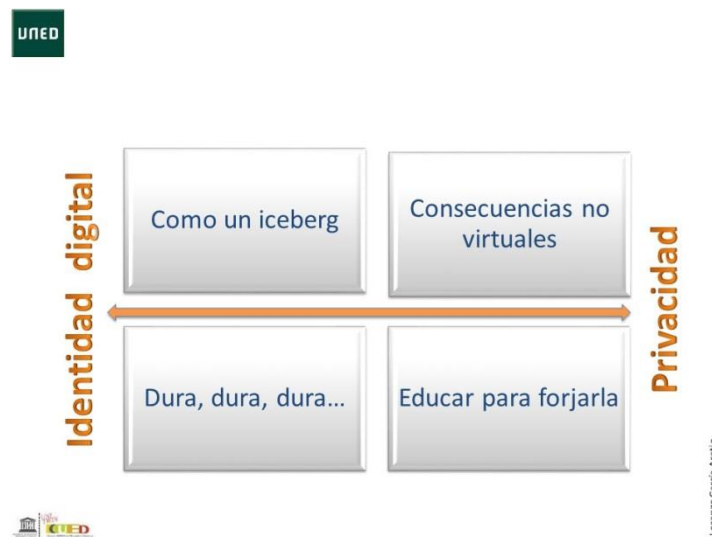 UNED
Identidad digital
Como un iceberg
Consecuencias no
virtuales
Dura, dura, dura...
Educar para forjarla
Privacidad